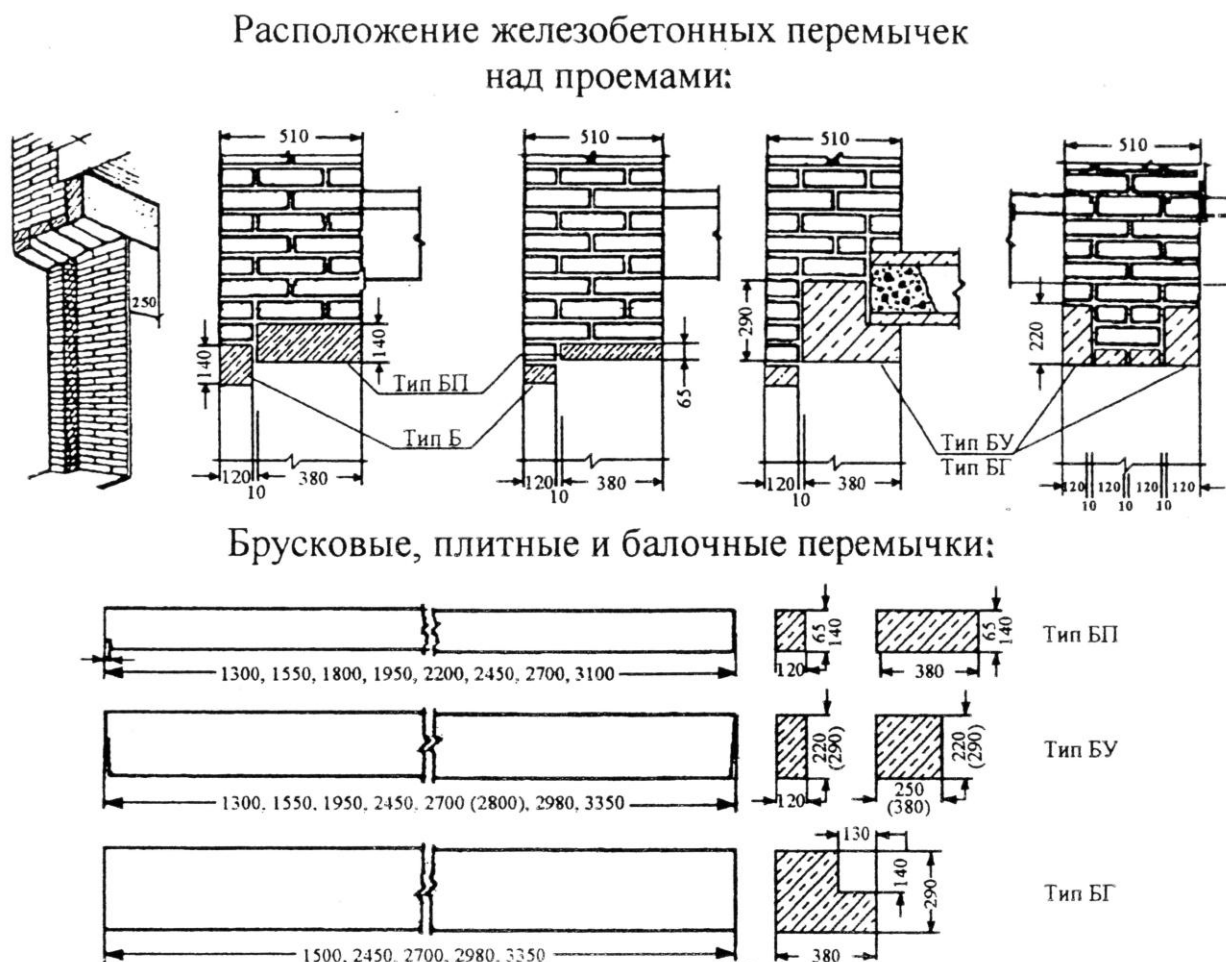 Расположение железобетонных перемычек
над проемами:
510
510
510
510
250
140
140
65
290
220
Тип БП
Тип Б
Тип БУ
Тип БГ
120 380
10
120 380
10
120 380
10
120 120 120 120
10 10 10
Брусковые, плитные и балочные перемычки:
65
140
65
140
Тип БП
1300, 1550, 1800, 1950, 2200, 2450, 2700, 3100
120
380
220
(290)
220
(290)
Тип БУ
1300, 1550, 1950, 2450, 2700 (2800), 2980, 3350
120
250
(380)
130
140
290
Тип БГ
1500, 2450, 2700, 2980, 3350
380